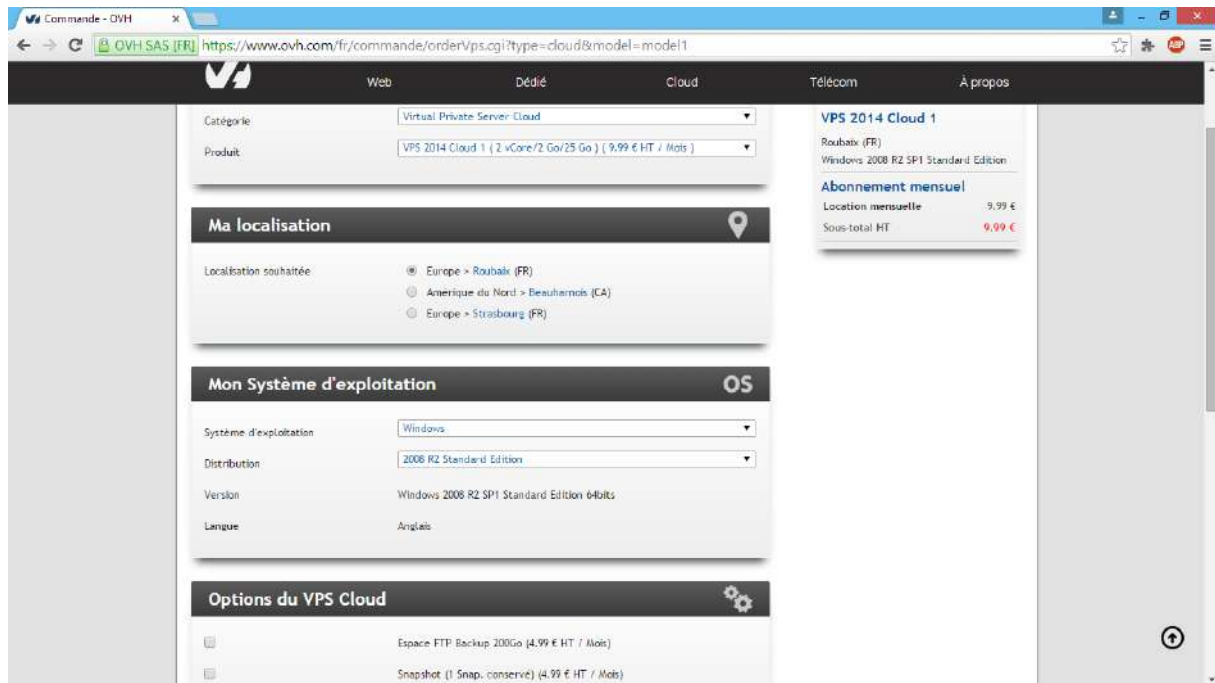 Commande - OVH
OVH SAS [FR] https://www.ovh.com/fr/commande/orderVps.cgi?type=cloud&model=model1
ABP
Web Dédié Cloud Télécom À propos
Catégorie Virtual Private Server Cloud
Produit VPS 2014 Cloud 1 ( 2 vCore/2 Go/25 Go ) ( 9.99 € HT / Mois )
Ma localisation
Localisation souhaitée
Europe > Roubaix (FR)
Amérique du Nord > Beauharnois (CA)
Europe > Strasbourg (FR)
Mon Système d'exploitation OS
Système d'exploitation Windows
Distribution 2008 R2 Standard Edition
Version Windows 2008 R2 SP1 Standard Edition 64bits
Langue Anglais
Options du VPS Cloud
Espace FTP Backup 200Go (4.99 € HT / Mois)
Snapshot (1 Snap. conservé) (4.99 € HT / Mois)
VPS 2014 Cloud 1
Roubaix (FR)
Windows 2008 R2 SP1 Standard Edition
Abonnement mensuel
Location mensuelle 9.99 €
Sous-total HT 9.99 €